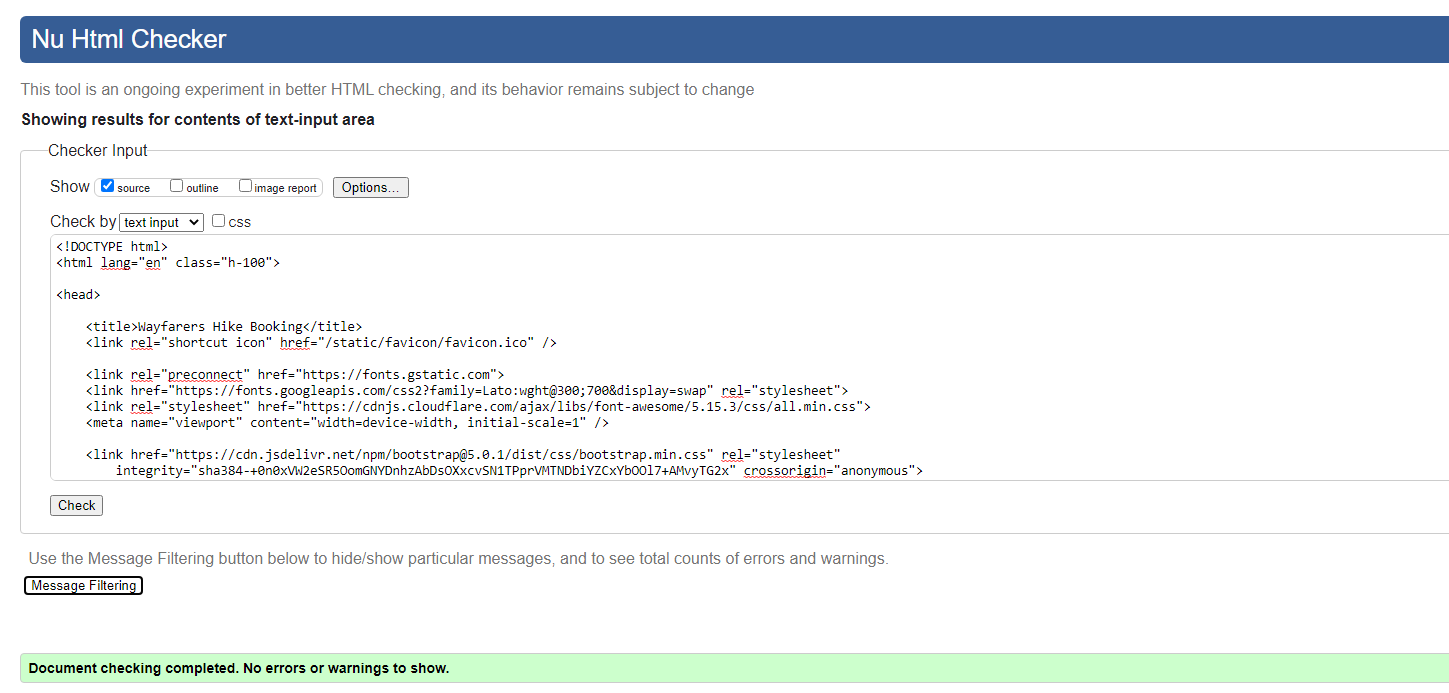 Nu Html Checker
This tool is an ongoing experiment in better HTML checking, and its behavior remains subject to change
Showing results for contents of text-input area
Checker Input
Show source outline image report Options...
Check by text input css
<!DOCTYPE html>
<html lang="en" class="h-100">
<head>
<title>Wayfarers Hike Booking</title>
<link rel="shortcut icon" href="/static/favicon/favicon.ico" />
<link rel="preconnect" href="https://fonts.gstatic.com">
<link href="https://fonts.googleapis.com/css2?family=Lato:wght@300;700&display=swap" rel="stylesheet">
<link rel="stylesheet" href="https://cdnjs.cloudflare.com/ajax/libs/font-awesome/5.15.3/css/all.min.css">
<meta name="viewport" content="width=device-width, initial-scale=1" />
<link href="https://cdn.jsdelivr.net/npm/bootstrap@5.0.1/dist/css/bootstrap.min.css" rel="stylesheet"
integrity="sha384-+0n0xVW2eSR5OomGNYDnhzAbDsOXxcvSN1TPprVMTNDbiYZCxYbOOl7+AMvyTG2x" crossorigin="anonymous">
Check
Use the Message Filtering button below to hide/show particular messages, and to see total counts of errors and warnings.
Message Filtering
Document checking completed. No errors or warnings to show.